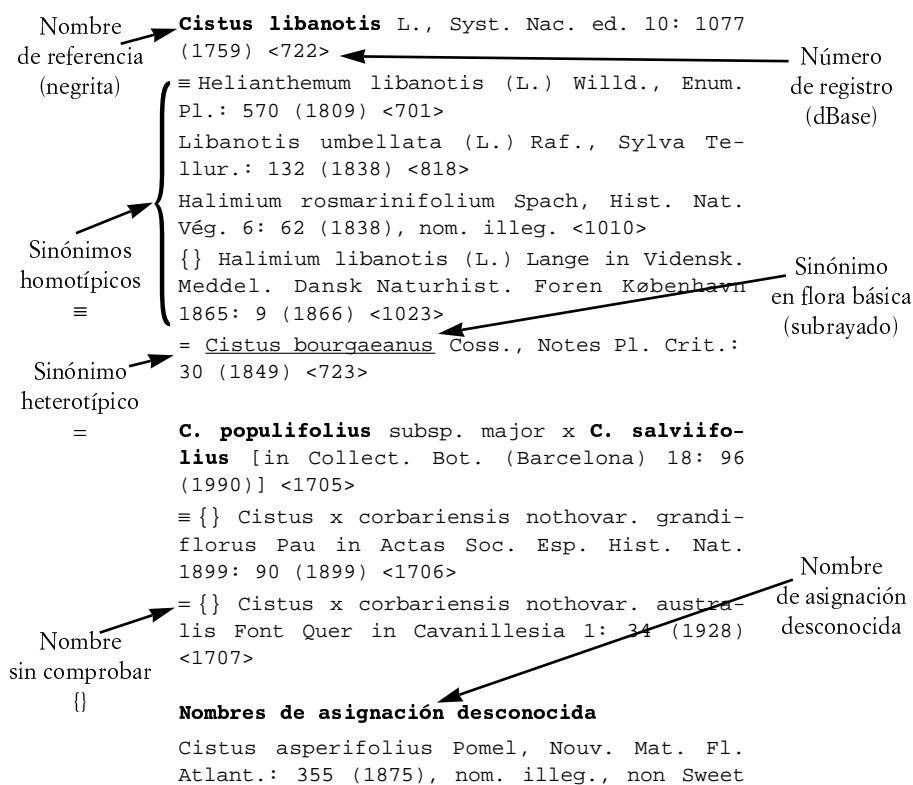 Nombre
de referencia
(negrita)
Cistus libanotis L., Syst. Nac. ed. 10: 1077
(1759) <722>
Número
de registro
(dBase)
≡ Helianthemum libanotis (L.) Willd., Enum.
Pl.: 570 (1809) <701>
Libanotis umbellata (L.) Raf., Sylva Te-
llur.: 132 (1838) <818>
Halimium rosmarinifolium Spach, Hist. Nat.
Vég. 6: 62 (1838), nom. illeg. <1010>
{} Halimium libanotis (L.) Lange in Vidensk.
Meddel. Dansk Naturhist. Foren København
1865: 9 (1866) <1023>
Sinónimos
homotípicos
≡
Sinónimo
en flora básica
(subrayado)
= Cistus bourgaeanus Coss., Notes Pl. Crit.:
30 (1849) <723>
Sinónimo
heterotípico
=
C. populifolius subsp. major x C. salviifo-
lius [in Collect. Bot. (Barcelona) 18: 96
(1990)] <1705>
≡ {} Cistus x corbariensis nothovar. grandi-
florus Pau in Actas Soc. Esp. Hist. Nat.
1899: 90 (1899) <1706>
= {} Cistus x corbariensis nothovar. austra-
lis Font Quer in Cavanillesia 1: 34 (1928)
<1707>
Nombre
de asignación
desconocida
Nombre
sin comprobar
{}
Nombres de asignación desconocida
Cistus asperifolius Pomel, Nouv. Mat. Fl.
Atlant.: 355 (1875), nom. illeg., non Sweet